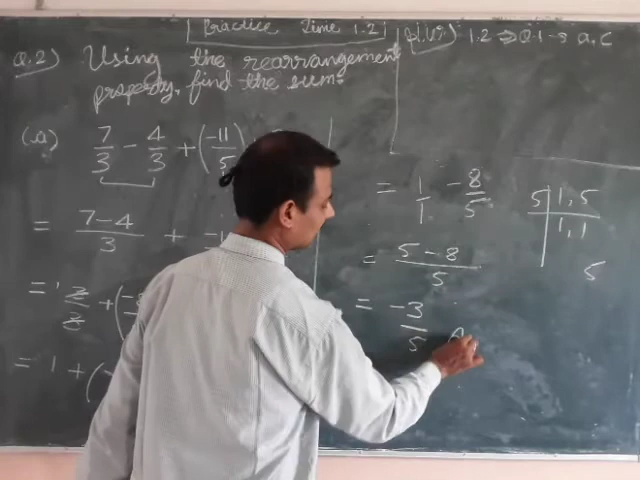 Practice Time 1.2
P.T. 1.2 ⇒ Q.1 → a, c
Q.2) Using the rearrangement
property, find the sum:
(a) 7/3 - 4/3 + (-11/5)
= 7-4/3 +
= 1 3/3 +
= 1 +
= 1/1 - 8/5
= 5-8/5
= -3/5
5 | 1, 5
1, 1
5